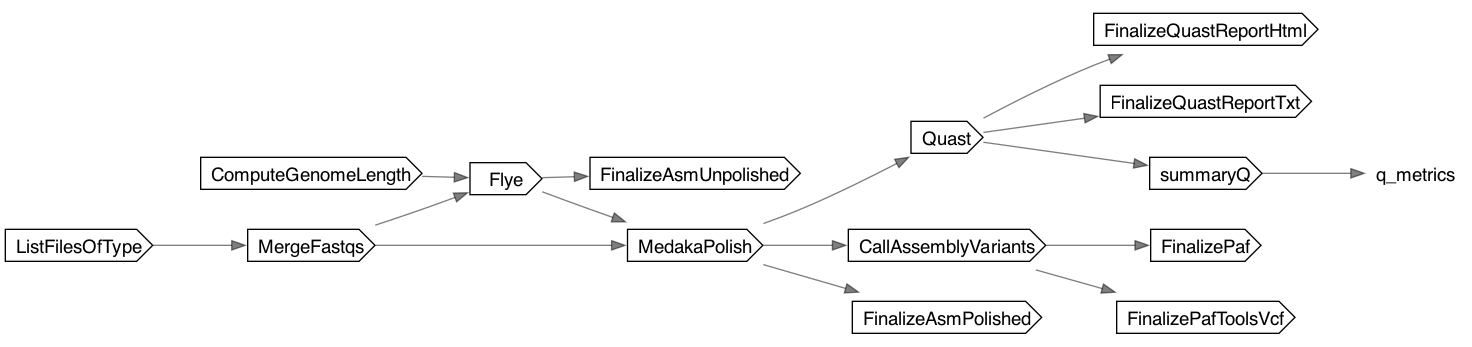 FinalizeQuastReportHtml
FinalizeQuastReportTxt
Quast
ComputeGenomeLength
Flye
FinalizeAsmUnpolished
summaryQ
q_metrics
ListFilesOfType
MergeFastqs
MedakaPolish
CallAssemblyVariants
FinalizePaf
FinalizeAsmPolished
FinalizePafToolsVcf